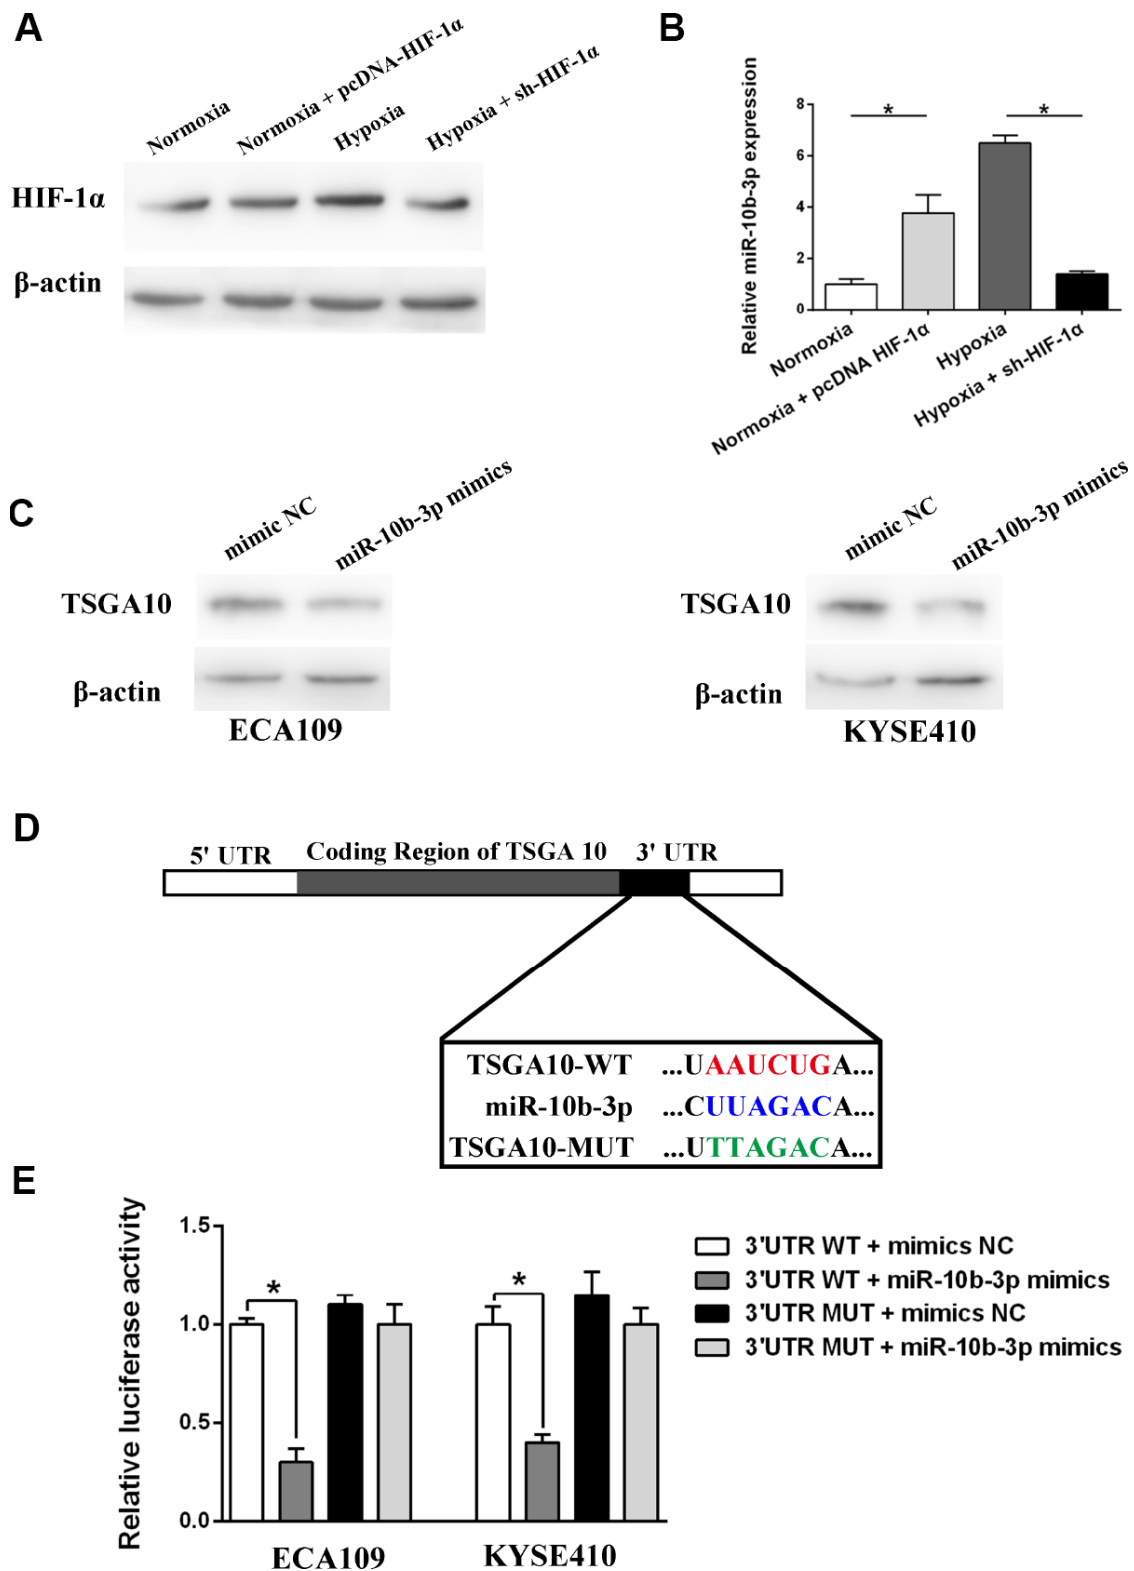 A
Normoxia
Normoxia + pcDNA-HIF-1α
Hypoxia
Hypoxia + sh-HIF-1α
HIF-1α
β-actin
B
Relative miR-10b-3p expression
8
6
4
2
0
*
*
Normoxia
Normoxia + pcDNA HIF-1α
Hypoxia
Hypoxia + sh-HIF-1α
C
mimic NC
miR-10b-3p mimics
TSGA10
β-actin
ECA109
mimic NC
miR-10b-3p mimics
TSGA10
β-actin
KYSE410
D
5' UTR
Coding Region of TSGA 10
3' UTR
TSGA10-WT ...UAAUCUGA...
miR-10b-3p ...CUUAGACA...
TSGA10-MUT ...UTTAGACA...
E
Relative luciferase activity
1.5
1.0
0.5
0.0
*
*
ECA109
KYSE410
3'UTR WT + mimics NC
3'UTR WT + miR-10b-3p mimics
3'UTR MUT + mimics NC
3'UTR MUT + miR-10b-3p mimics